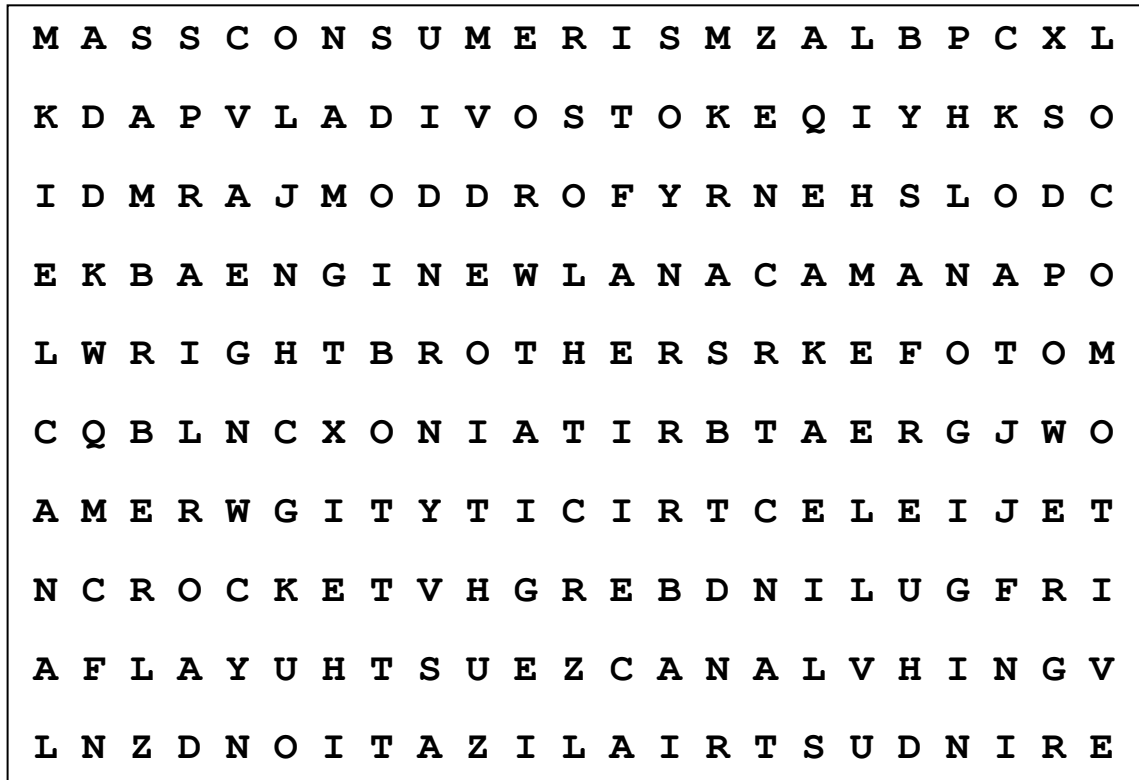 M A S S C O N S U M E R I S M Z A L B P C X L
K D A P V L A D I V O S T O K E Q I Y H K S O
I D M R A J M O D D R O F Y R N E H S L O D C
E K B A E N G I N E W L A N A C A M A N A P O
L W R I G H T B R O T H E R S R K E F O T O M
C Q B L N C X O N I A T I R B T A E R G J W O
A M E R W G I T Y T I C I R T C E L E I J E T
N C R O C K E T V H G R E B D N I L U G F R I
A F L A Y U H T S U E Z C A N A L V H I N G V
L N Z D N O I T A Z I L A I R T S U D N I R E